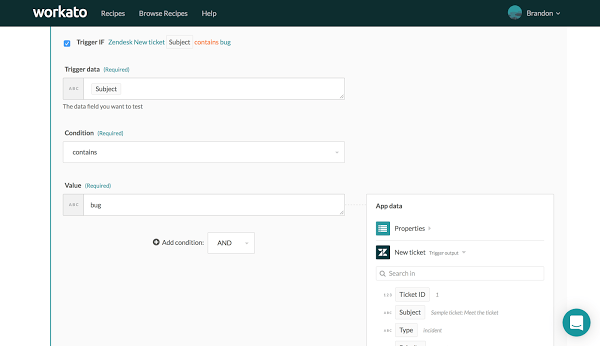 workato Recipes Browse Recipes Help Brandon
Trigger IF Zendesk New ticket Subject contains bug
Trigger data (Required)
ABC Subject
The data field you want to test
Condition (Required)
contains
Value (Required)
ABC bug
App data
Properties
Add condition: AND
New ticket Trigger output
Search in
123 Ticket ID 1
ABC Subject Sample ticket: Meet the ticket
ABC Type incident